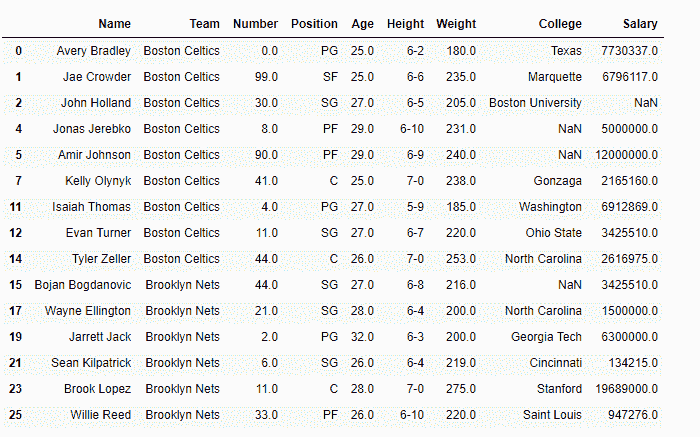 Name Team Number Position Age Height Weight College Salary
0 Avery Bradley Boston Celtics 0.0 PG 25.0 6-2 180.0 Texas 7730337.0
1 Jae Crowder Boston Celtics 99.0 SF 25.0 6-6 235.0 Marquette 6796117.0
2 John Holland Boston Celtics 30.0 SG 27.0 6-5 205.0 Boston University NaN
4 Jonas Jerebko Boston Celtics 8.0 PF 29.0 6-10 231.0 NaN 5000000.0
5 Amir Johnson Boston Celtics 90.0 PF 29.0 6-9 240.0 NaN 12000000.0
7 Kelly Olynyk Boston Celtics 41.0 C 25.0 7-0 238.0 Gonzaga 2165160.0
11 Isaiah Thomas Boston Celtics 4.0 PG 27.0 5-9 185.0 Washington 6912869.0
12 Evan Turner Boston Celtics 11.0 SG 27.0 6-7 220.0 Ohio State 3425510.0
14 Tyler Zeller Boston Celtics 44.0 C 26.0 7-0 253.0 North Carolina 2616975.0
15 Bojan Bogdanovic Brooklyn Nets 44.0 SG 27.0 6-8 216.0 NaN 3425510.0
17 Wayne Ellington Brooklyn Nets 21.0 SG 28.0 6-4 200.0 North Carolina 1500000.0
19 Jarrett Jack Brooklyn Nets 2.0 PG 32.0 6-3 200.0 Georgia Tech 6300000.0
21 Sean Kilpatrick Brooklyn Nets 6.0 SG 26.0 6-4 219.0 Cincinnati 134215.0
23 Brook Lopez Brooklyn Nets 11.0 C 28.0 7-0 275.0 Stanford 19689000.0
25 Willie Reed Brooklyn Nets 33.0 PF 26.0 6-10 220.0 Saint Louis 947276.0